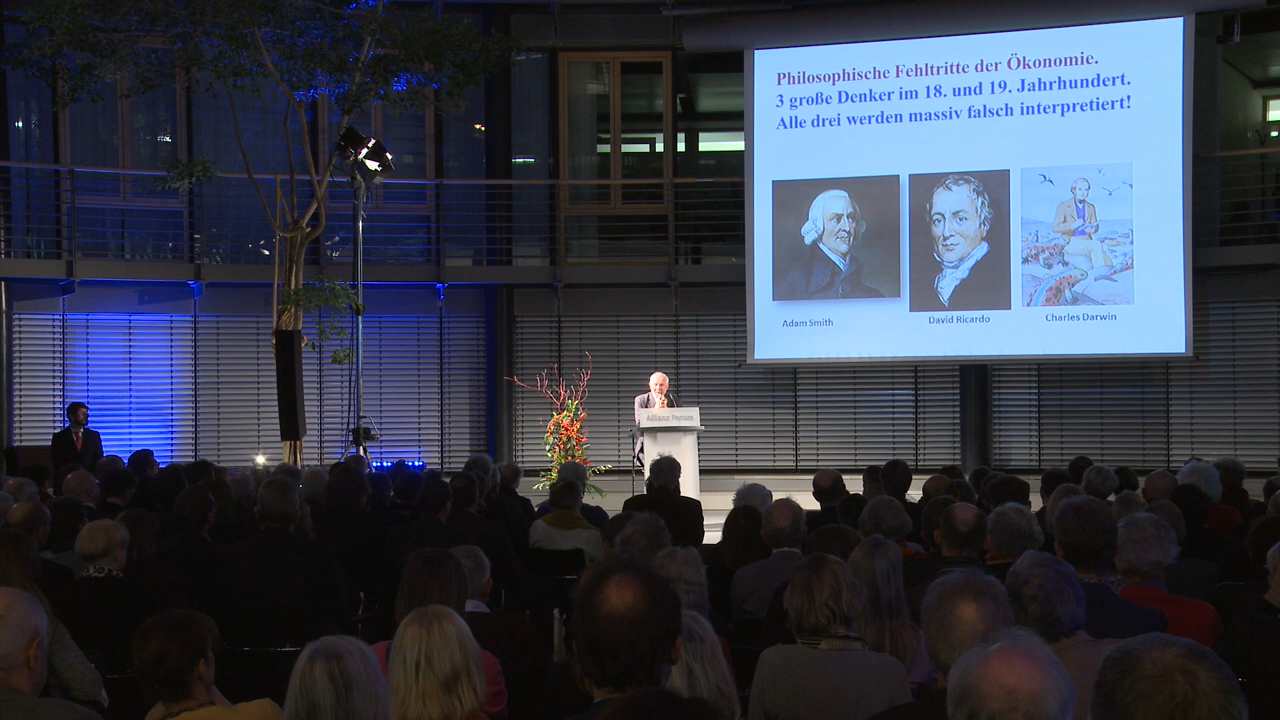 Philosophische Fehltritte der Ökonomie.
3 große Denker im 18. und 19. Jahrhundert.
Alle drei werden massiv falsch interpretiert!
Adam Smith
David Ricardo
Charles Darwin
Allianz Forum